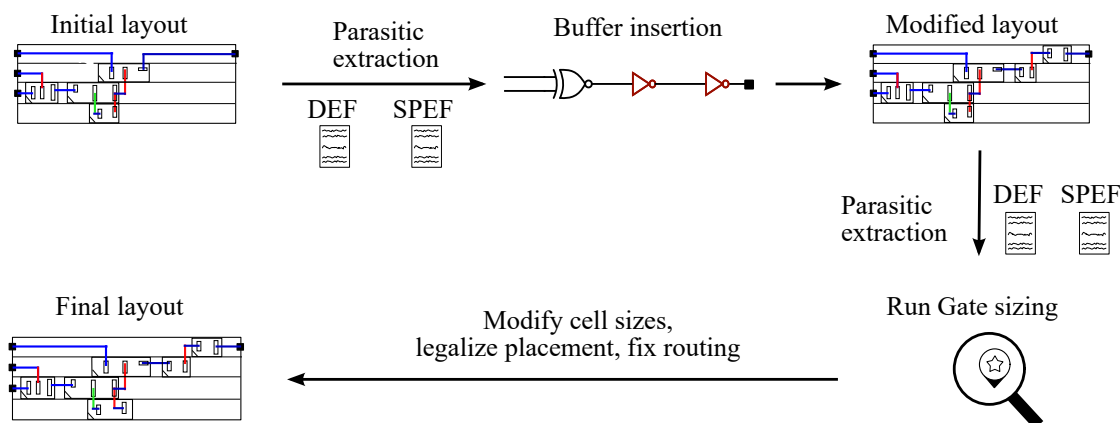 Initial layout
Parasitic
extraction
DEF
SPEF
Buffer insertion
Modified layout
Parasitic
extraction
DEF
SPEF
Run Gate sizing
Modify cell sizes,
legalize placement, fix routing
Final layout